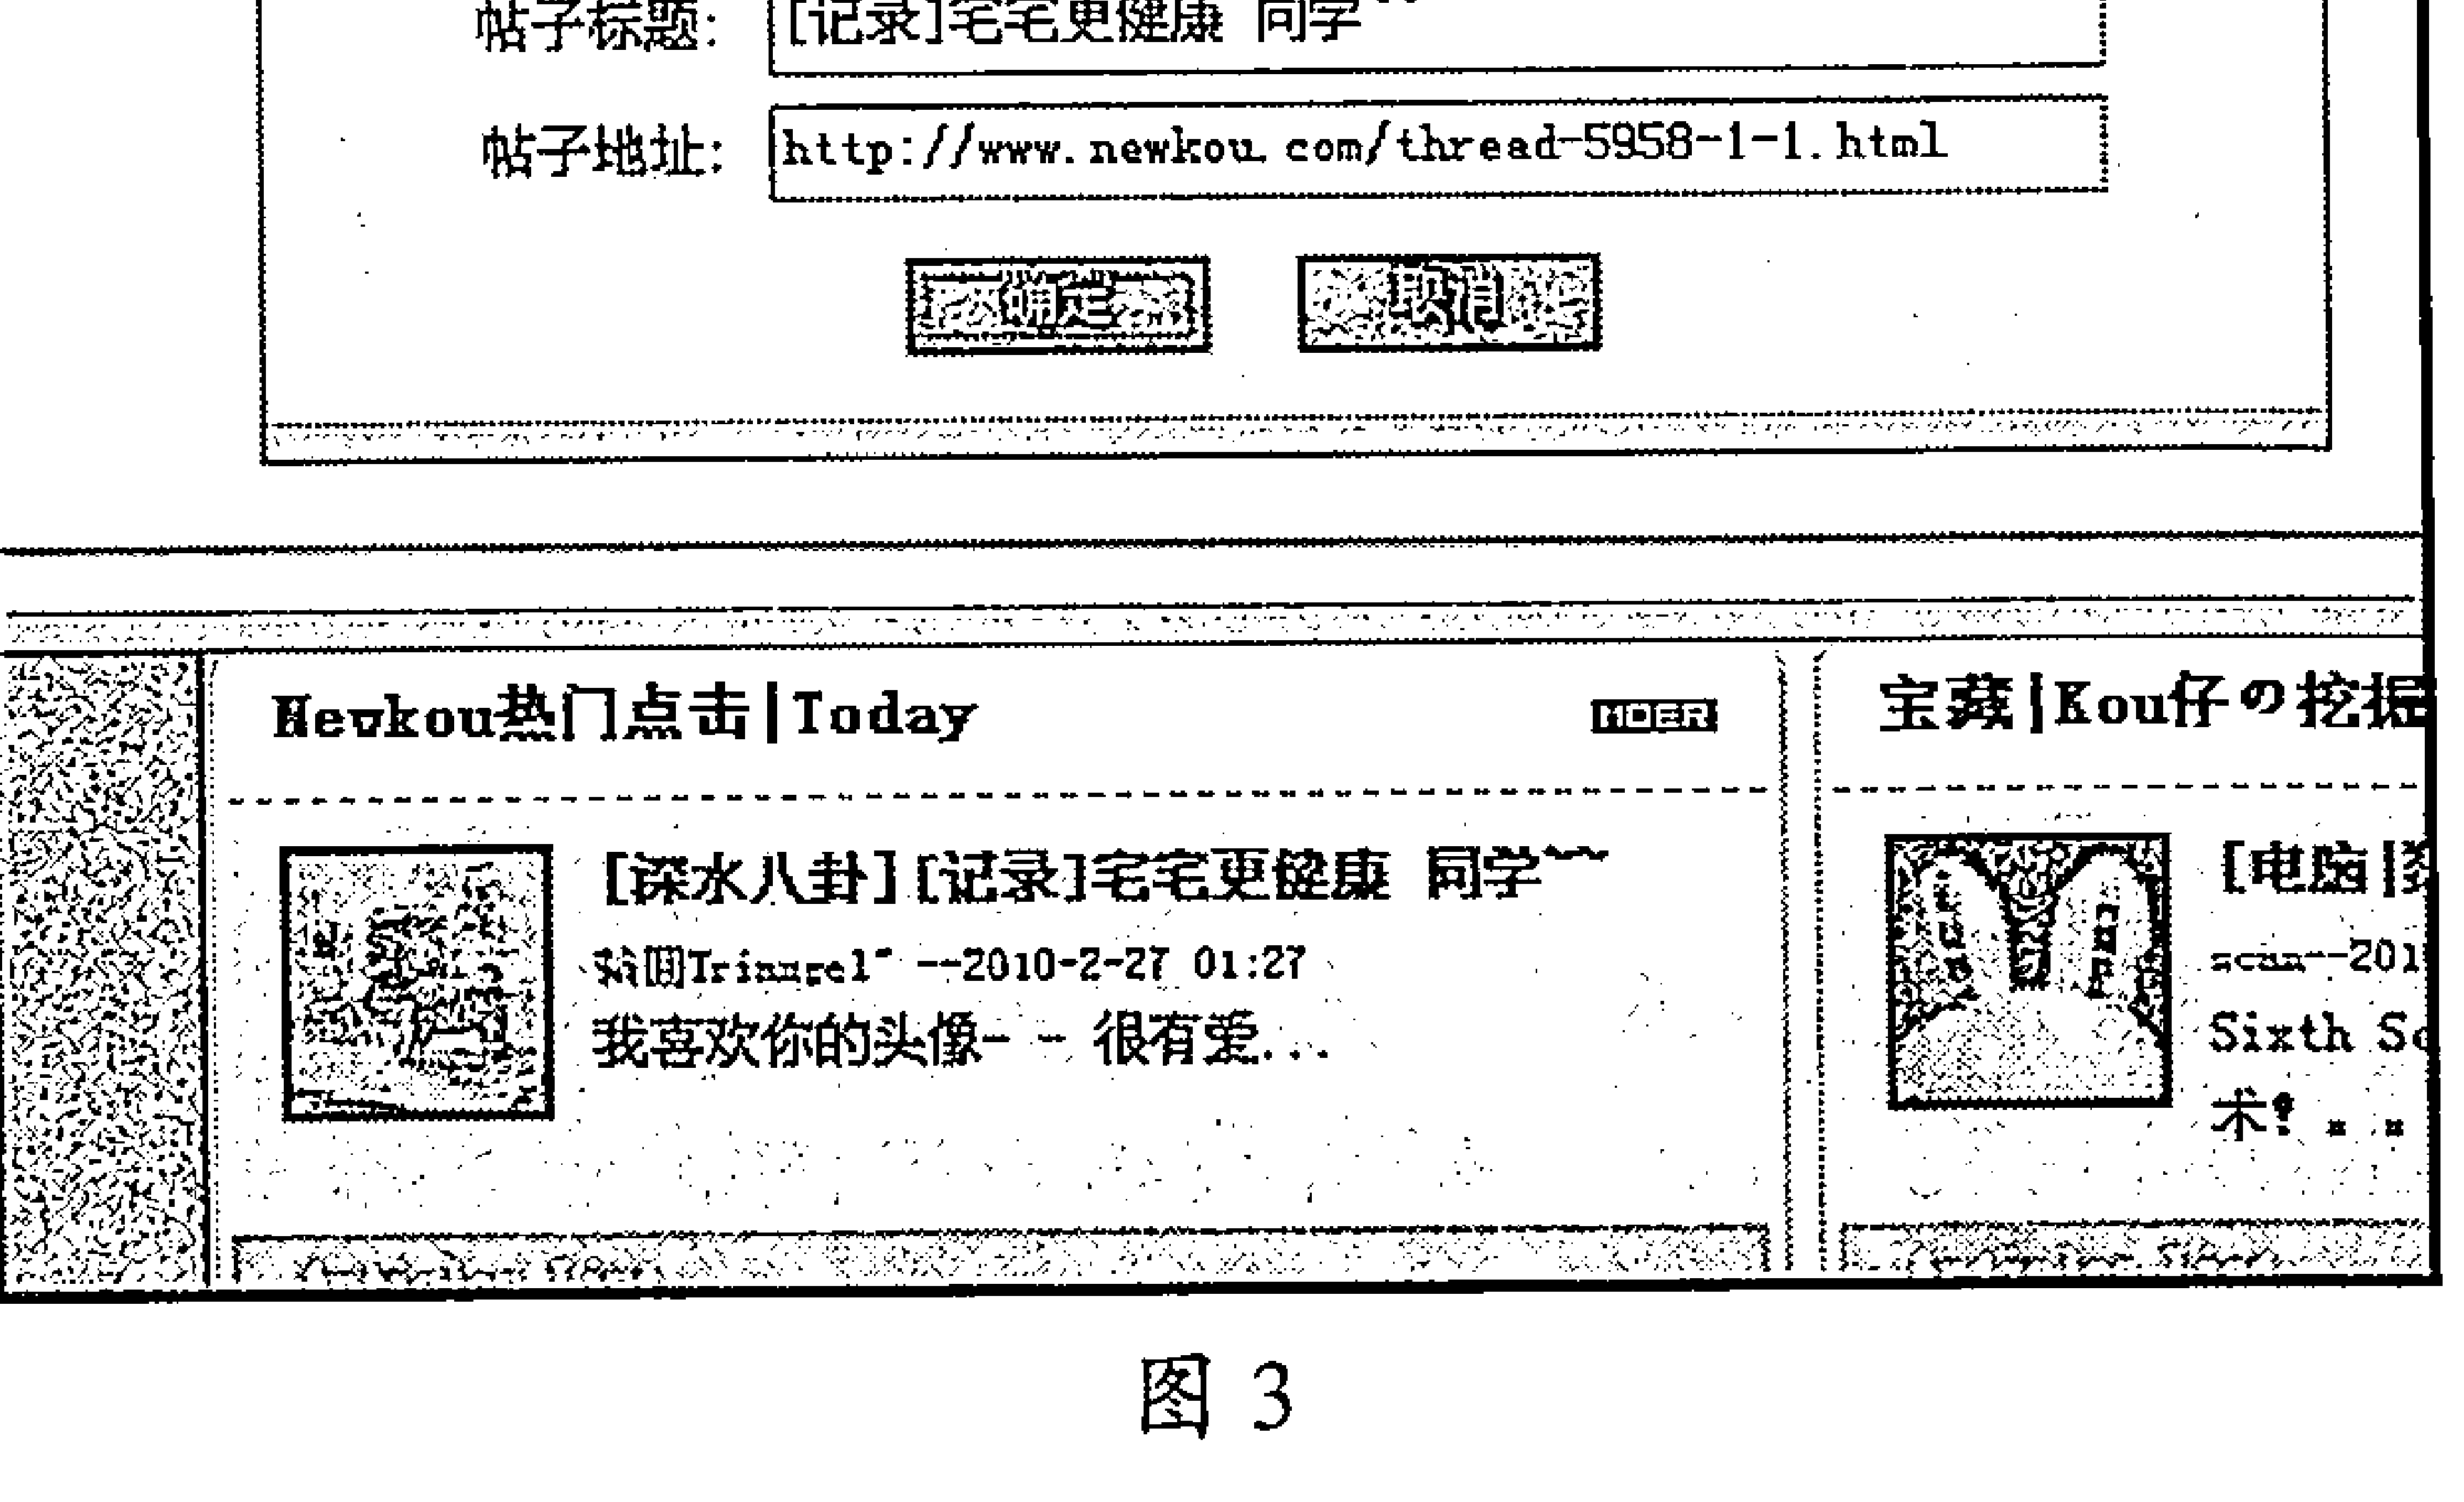 帖子标题: [记录]宅宅更健康 同学~~
帖子地址: http://www.newkou.com/thread-5958-1-1.html
确定 取消
Newkou热门点击|Today MOER
宝藏|Kou仔の挖掘
[深水八卦][记录]宅宅更健康 同学~~
--2010-2-27 01:27
我喜欢你的头像- - 很有爱...
[电脑|
scan--201
Sixth
术! . .
图 3